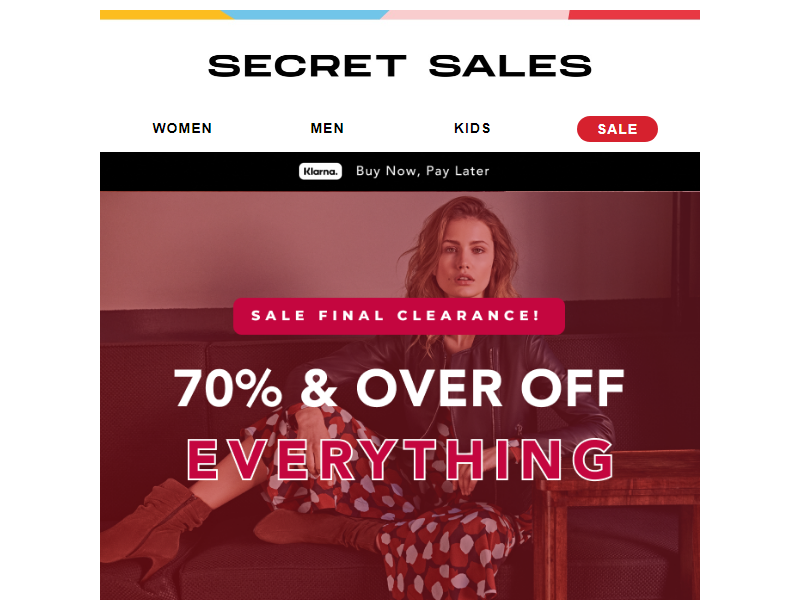 SECRET SALES
WOMEN MEN KIDS SALE
Klarna. Buy Now, Pay Later
SALE FINAL CLEARANCE!
70% & OVER OFF
EVERYTHING